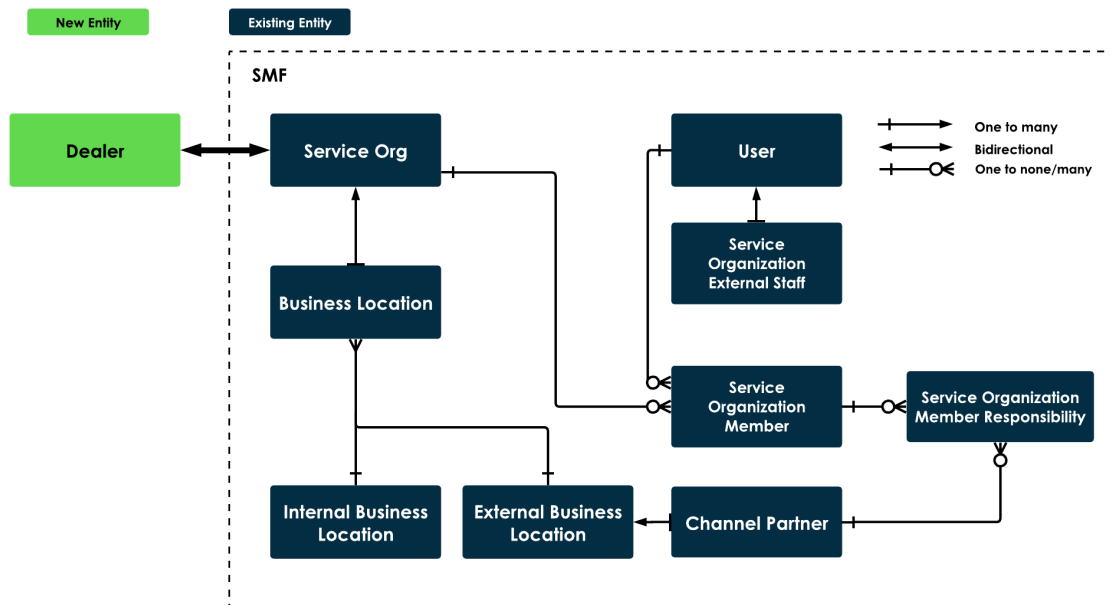 New Entity
Existing Entity
SMF
Dealer
Service Org
User
One to many
Bidirectional
One to none/many
Service
Organization
External Staff
Business Location
Service
Organization
Member
Service Organization
Member Responsibility
Internal Business
Location
External Business
Location
Channel Partner